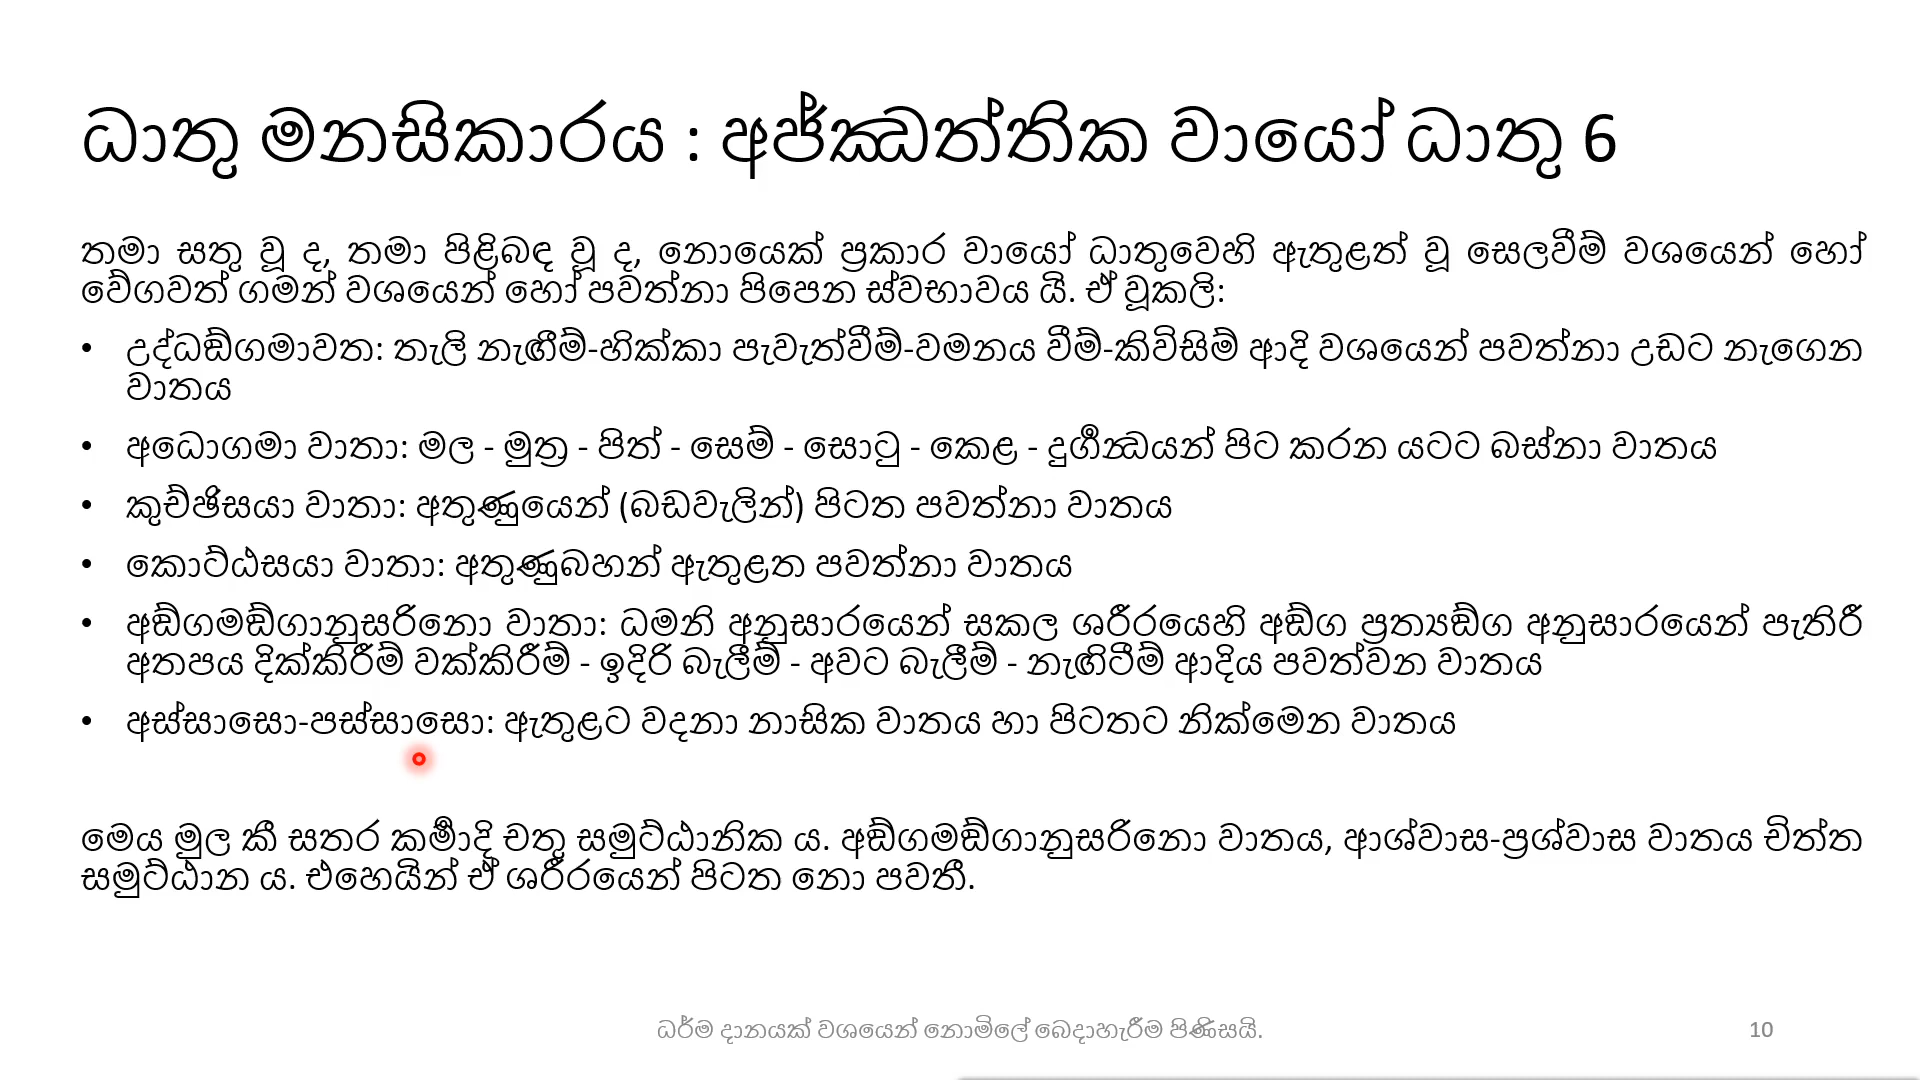 ධාතු මනසිකාරය : අජ්ඣත්තික වායෝ ධාතු 6
තමා සතු වූ ද, තමා පිළිබඳ වූ ද, නොයෙක් ප්‍රකාර වායෝ ධාතුවෙහි ඇතුළත් වූ සෙලවීම් වශයෙන් හෝ
වේගවත් ගමන් වශයෙන් හෝ පවත්නා පිපෙන ස්වභාවය යි. ඒ වූකලි:
• උද්ධඞ්ගමාවත: තැලි නැඟීම්-හික්කා පැවැත්වීම්-වමනය වීම්-කිවිසිම් ආදි වශයෙන් පවත්නා උඩට නැගෙන
වාතය
• අධොගමා වාතා: මල - මුත්‍ර - පිත් - සෙම් - සොටු - කෙළ - දුර්‍ගන්‍ධයන් පිට කරන යටට බස්නා වාතය
• කුච්ඡිසයා වාතා: අතුණුයෙන් (බඩවැලින්) පිටත පවත්නා වාතය
• කොට්ඨසයා වාතා: අතුණුබහන් ඇතුළත පවත්නා වාතය
• අඞ්ගමඞ්ගානුසරිනො වාතා: ධමනි අනුසාරයෙන් සකල ශරීරයෙහි අඞ්ග ප්‍රත්‍යඞ්ග අනුසාරයෙන් පැතිරී
අතපය දික්කිරීම් වක්කිරීම් - ඉදිරි බැලීම් - අවට බැලීම් - නැඟිටීම් ආදිය පවත්වන වාතය
• අස්සාසො-පස්සාසො: ඇතුළට වදනා නාසික වාතය හා පිටතට නික්මෙන වාතය
මෙය මුල කී සතර කර්‍මාදි චතු සමුට්ඨානික ය. අඞ්ගමඞ්ගානුසරිනො වාතය, ආශ්වාස-ප්‍රශ්වාස වාතය චිත්ත
සමුට්ඨාන ය. එහෙයින් ඒ ශරීරයෙන් පිටත නො පවතී.
ධර්ම දානයක් වශයෙන් නොමිලේ බෙදාහැරීම පිණිසයි.
10